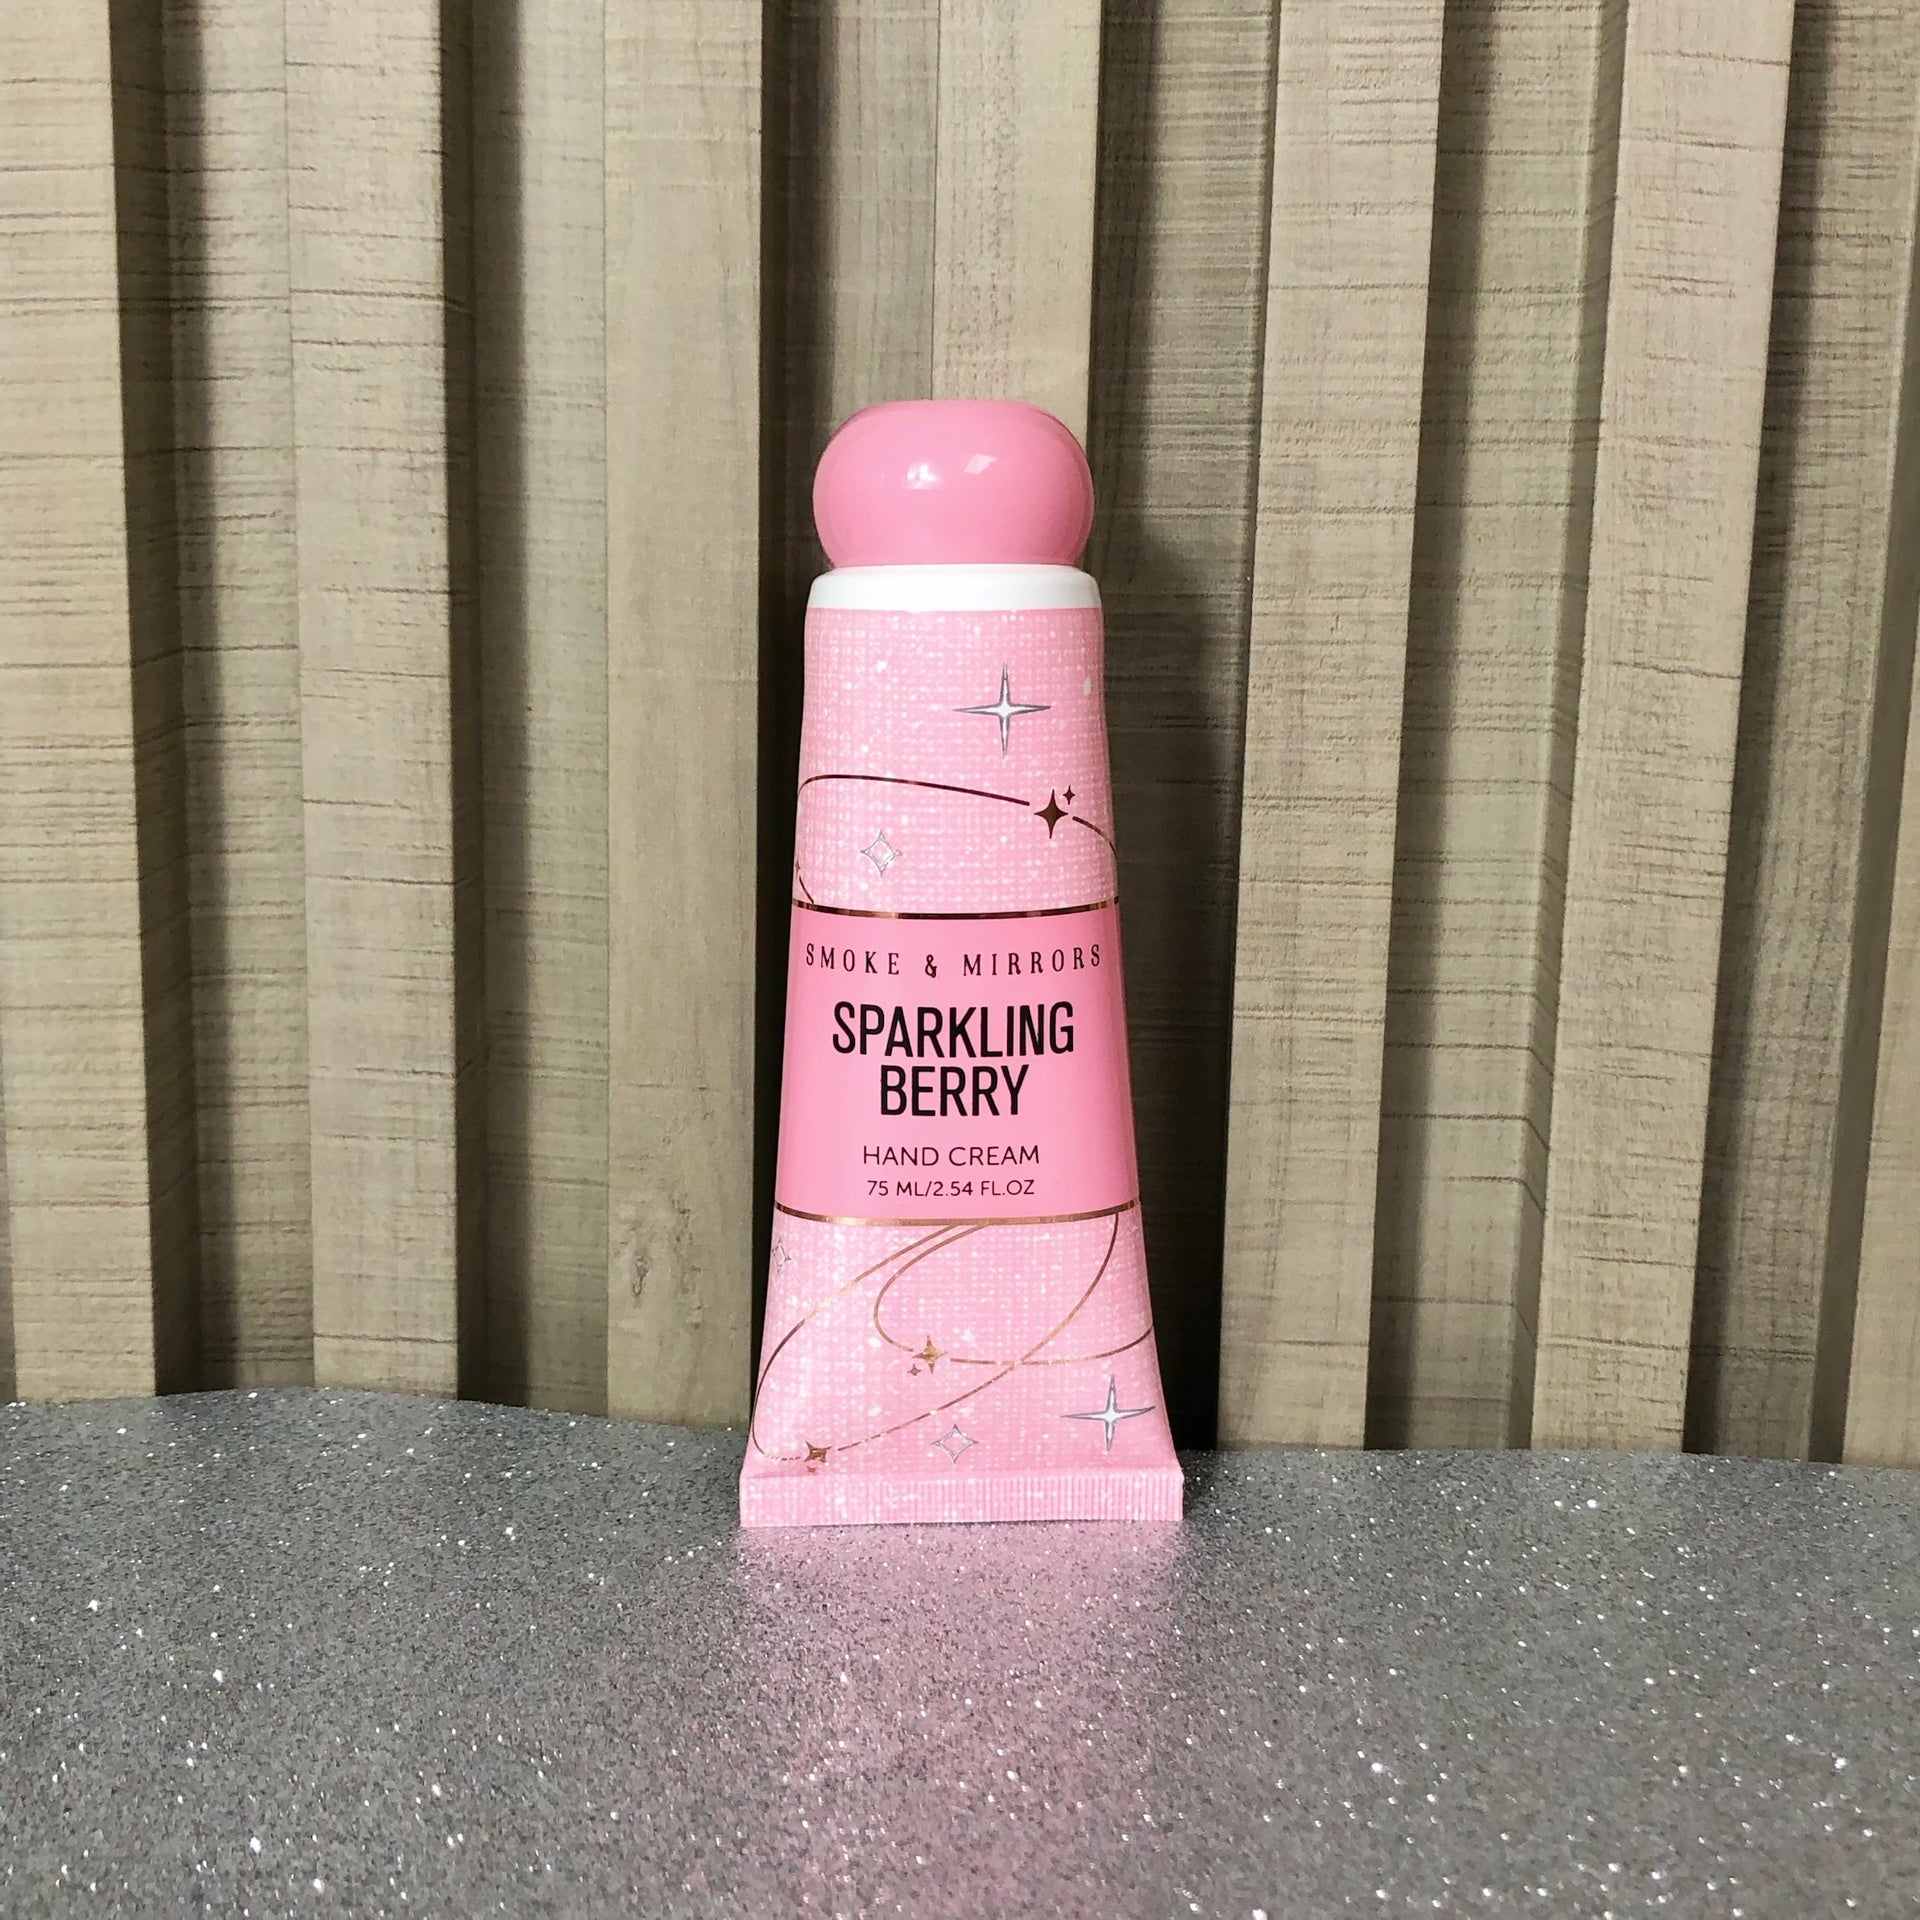 SMOKE & MIRRORS
SPARKLING
BERRY
HAND CREAM
75 ML/2.54 FL.OZ